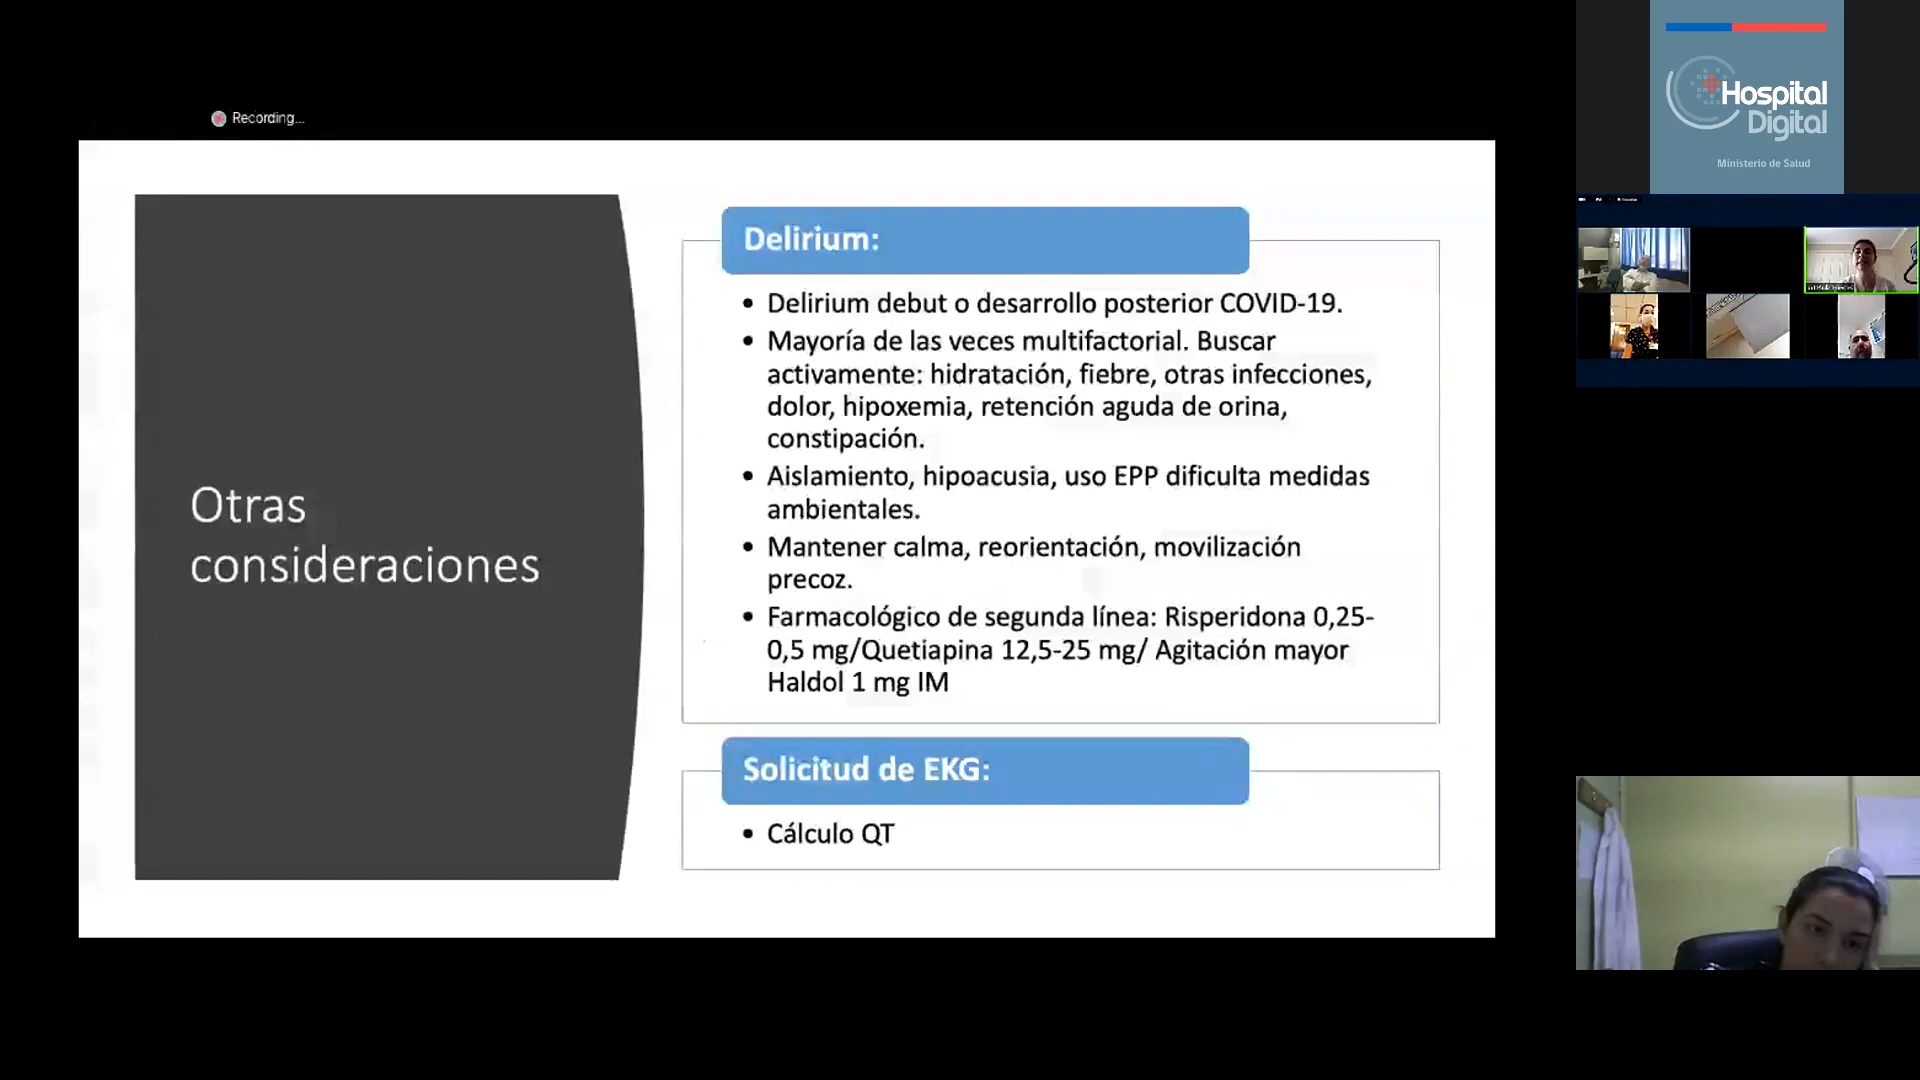 Recording...
Otras
consideraciones
Delirium:
• Delirium debut o desarrollo posterior COVID-19.
• Mayoría de las veces multifactorial. Buscar
activamente: hidratación, fiebre, otras infecciones,
dolor, hipoxemia, retención aguda de orina,
constipación.
• Aislamiento, hipoacusia, uso EPP dificulta medidas
ambientales.
• Mantener calma, reorientación, movilización
precoz.
• Farmacológico de segunda línea: Risperidona 0,25-
0,5 mg/Quetiapina 12,5-25 mg/ Agitación mayor
Haldol 1 mg IM
Solicitud de EKG:
• Cálculo QT
Hospital
Digital
Ministerio de Salud